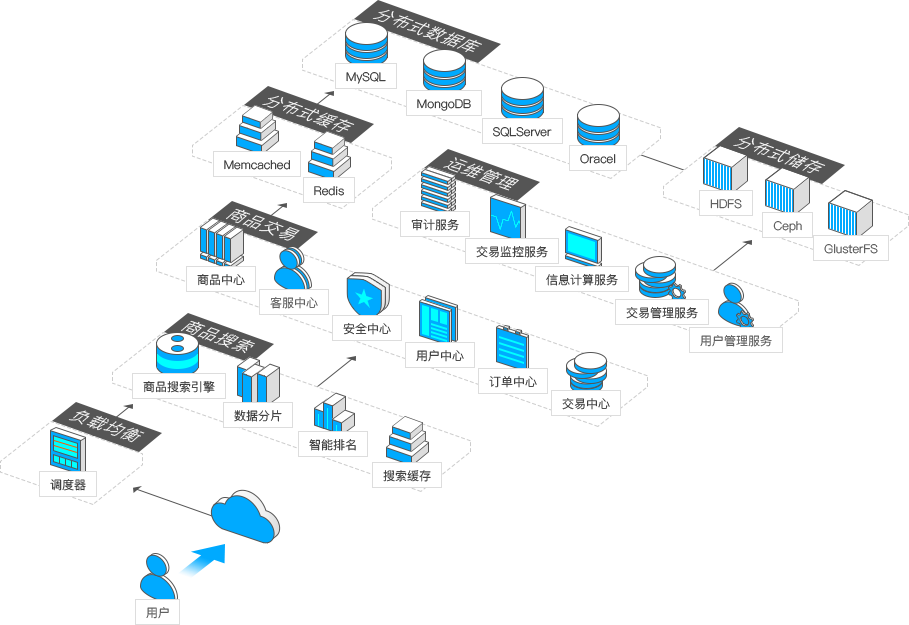 分布式数据库
MySQL
MongoDB
SQLServer
Oracel
分布式缓存
Memcached
Redis
分布式储存
HDFS
Ceph
GlusterFS
运维管理
审计服务
交易监控服务
信息计算服务
交易管理服务
用户管理服务
商品交易
商品中心
客服中心
安全中心
用户中心
订单中心
交易中心
商品搜索
商品搜索引擎
数据分片
智能排名
搜索缓存
负载均衡
调度器
用户